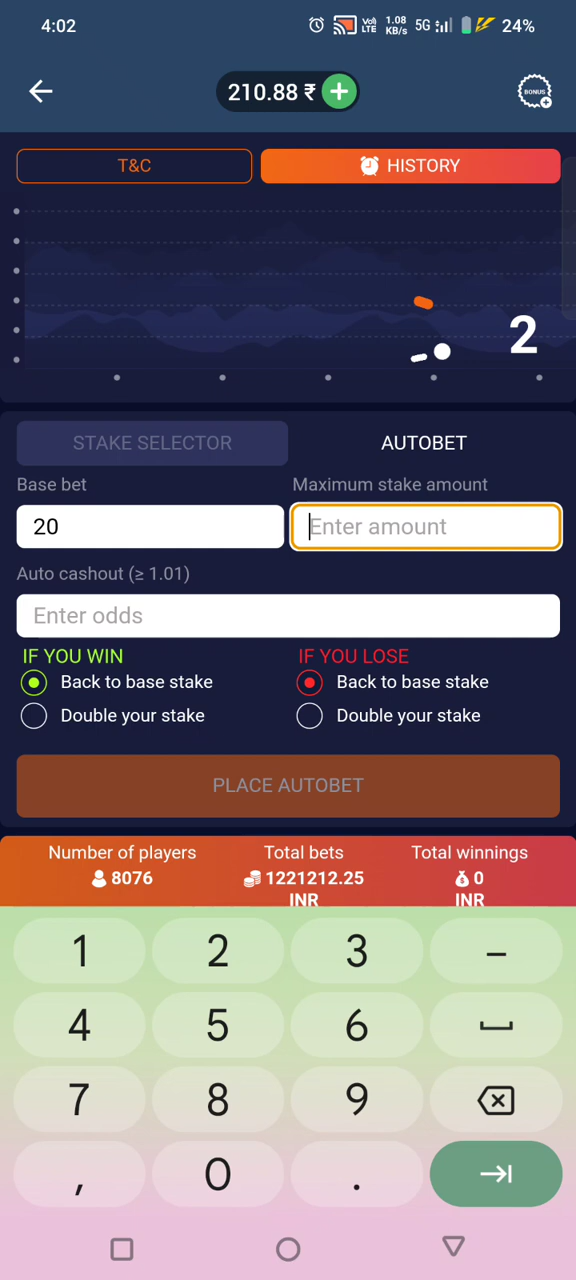 4:02
Vo) LTE 1.08 KB/s 5G 24%
210.88 ₹ +
BONUS
T&C HISTORY
2
STAKE SELECTOR AUTOBET
Base bet Maximum stake amount
20 Enter amount
Auto cashout (≥ 1.01)
Enter odds
IF YOU WIN IF YOU LOSE
Back to base stake Back to base stake
Double your stake Double your stake
PLACE AUTOBET
Number of players Total bets Total winnings
8076 1221212.25 0
INR INR
1 2 3 –
4 5 6
7 8 9
, 0 .